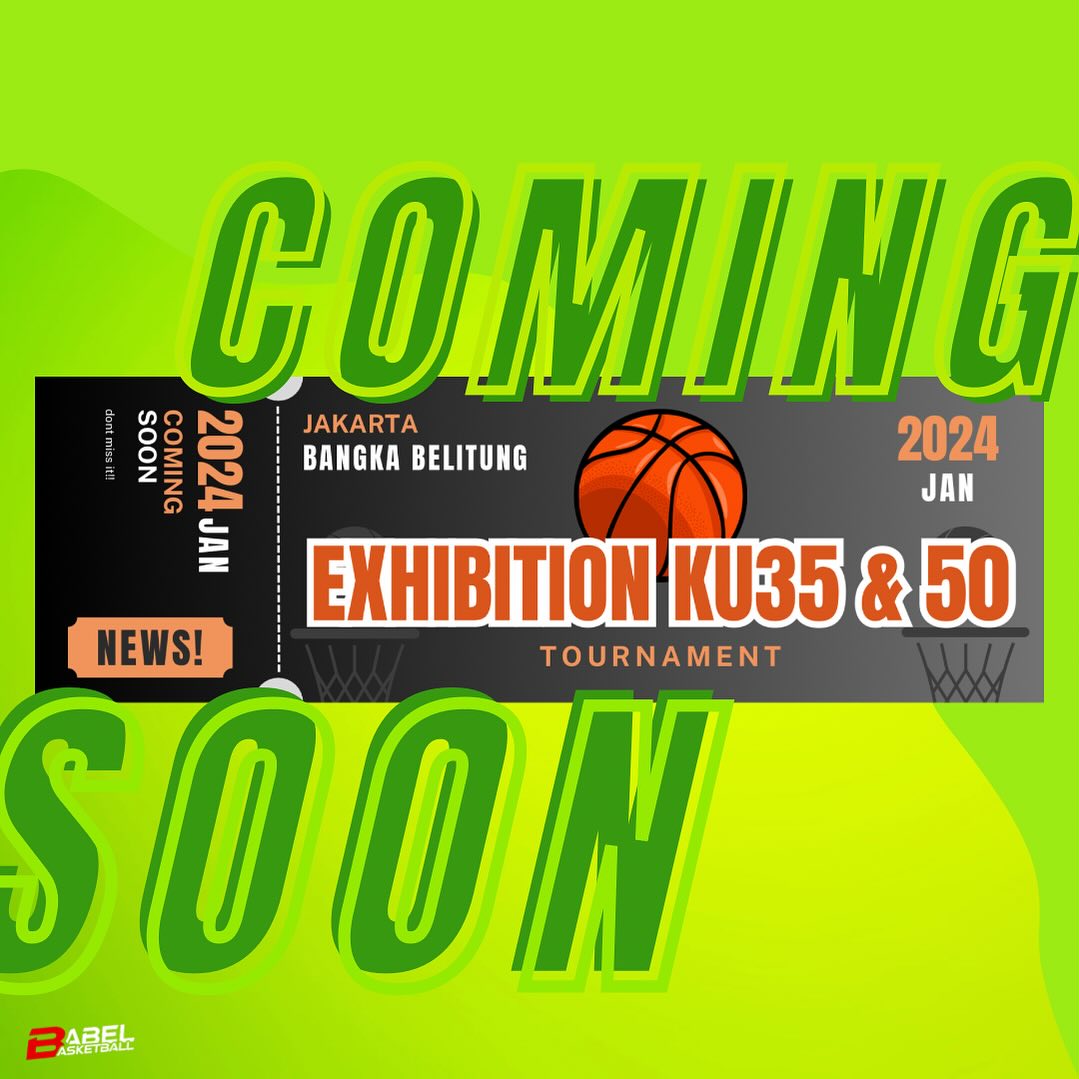 COMING
2024 JAN
COMING
SOON
dont miss it!!
NEWS!
JAKARTA
BANGKA BELITUNG
2024
JAN
EXHIBITION KU35 & 50
TOURNAMENT
SOON
BABEL
BASKETBALL